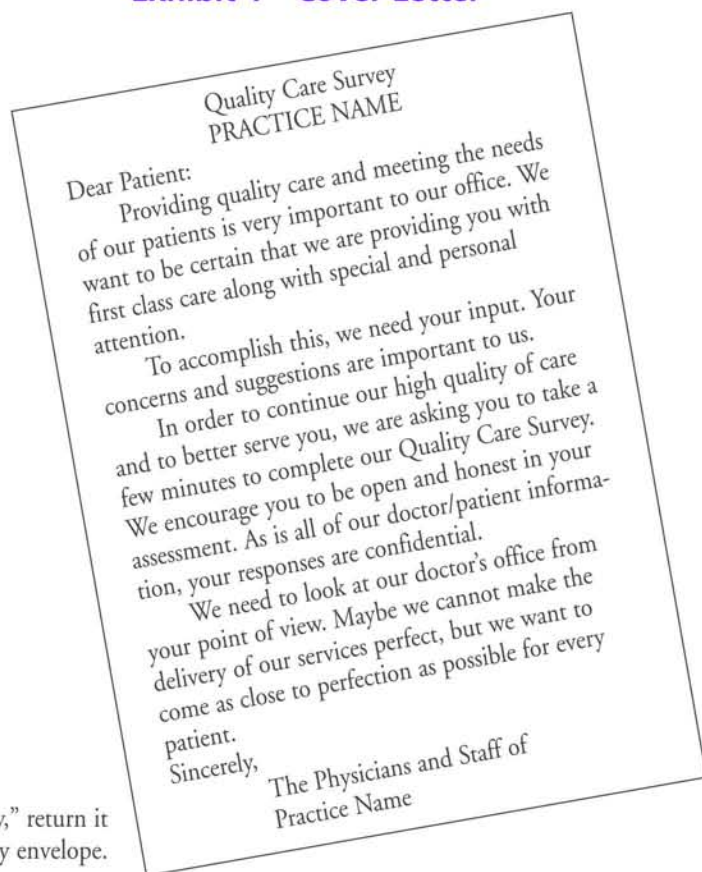 Exhibit 1 Cover Letter
Quality Care Survey
PRACTICE NAME
Dear Patient:
Providing quality care and meeting the needs
of our patients is very important to our office. We
want to be certain that we are providing you with
first class care along with special and personal
attention.
To accomplish this, we need your input. Your
concerns and suggestions are important to us.
In order to continue our high quality of care
and to better serve you, we are asking you to take a
few minutes to complete our Quality Care Survey.
We encourage you to be open and honest in your
assessment. As is all of our doctor/patient informa-
tion, your responses are confidential.
We need to look at our doctor's office from
your point of view. Maybe we cannot make the
delivery of our services perfect, but we want to
come as close to perfection as possible for every
patient.
Sincerely,
The Physicians and Staff of
Practice Name
," return it
y envelope.